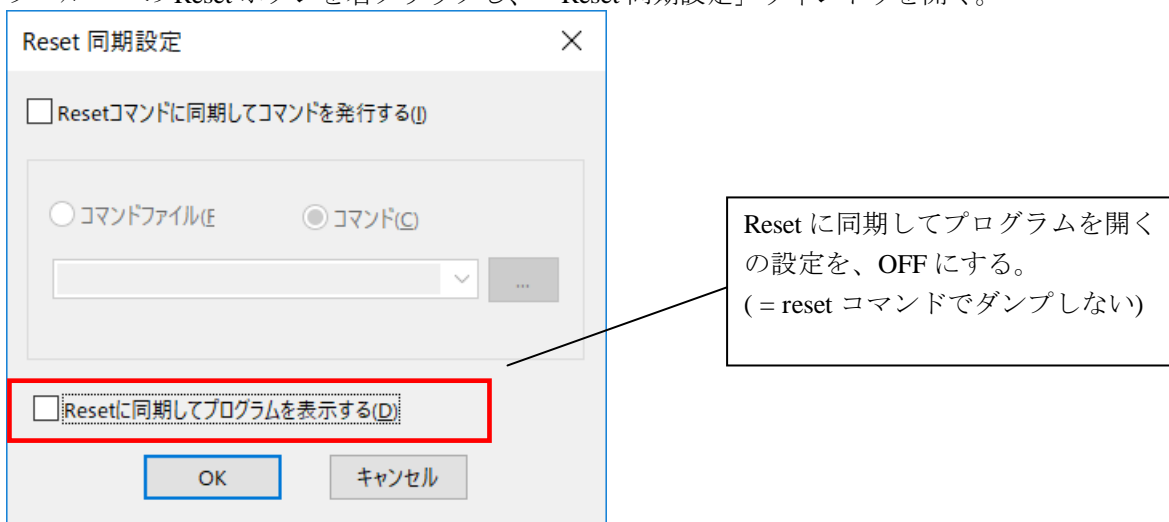 Reset 同期設定
Resetコマンドに同期してコマンドを発行する(I)
コマンドファイル(F
コマンド(C)
...
Reset に同期してプログラムを開く
の設定を、OFF にする。
( = reset コマンドでダンプしない)
Resetに同期してプログラムを表示する(D)
OK
キャンセル